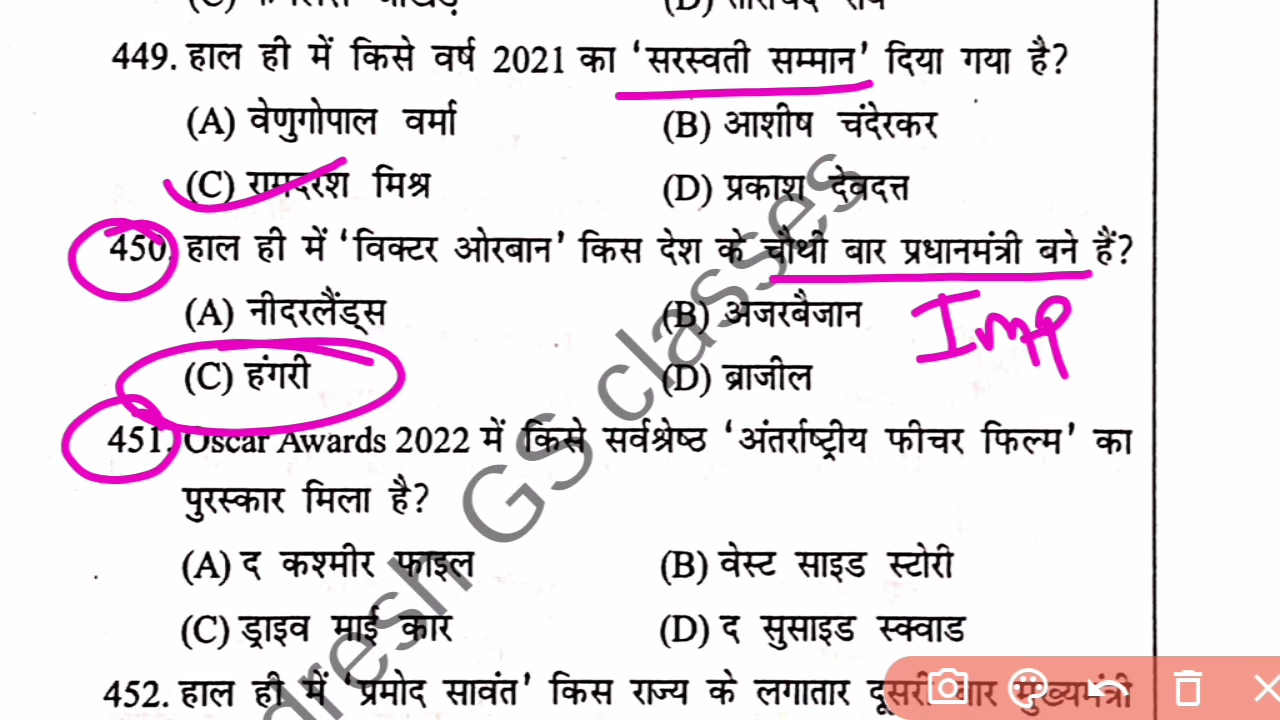 449. हाल ही में किसे वर्ष 2021 का ‘सरस्वती सम्मान’ दिया गया है?
(A) वेणुगोपाल वर्मा (B) आशीष चंदेरकर
(C) रामदरश मिश्र (D) प्रकाश देवदत्त
450. हाल ही में ‘विक्टर ओरबान’ किस देश के चौथी बार प्रधानमंत्री बने हैं?
(A) नीदरलैंड्स (B) अजरबैजान
Imp
(C) हंगरी (D) ब्राजील
451. Oscar Awards 2022 में किसे सर्वश्रेष्ठ ‘अंतर्राष्ट्रीय फीचर फिल्म’ का
पुरस्कार मिला है?
(A) द कश्मीर फाइल (B) वेस्ट साइड स्टोरी
(C) ड्राइव माई कार (D) द सुसाइड स्क्वाड
452. हाल ही में ‘प्रमोद सावंत’ किस राज्य के लगातार दूसरी बार मुख्यमंत्री
GS classes